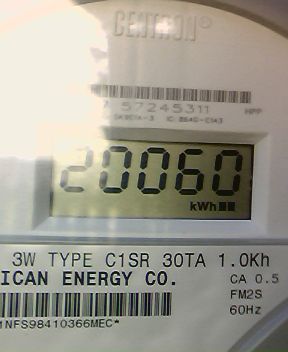 CENTRON®
57245311 HPP
20060
kWh
3W TYPE C1SR 30TA 1.0Kh
ICAN ENERGY CO. CA 0.5
FM2S
60Hz
1NFS98410366MEC*